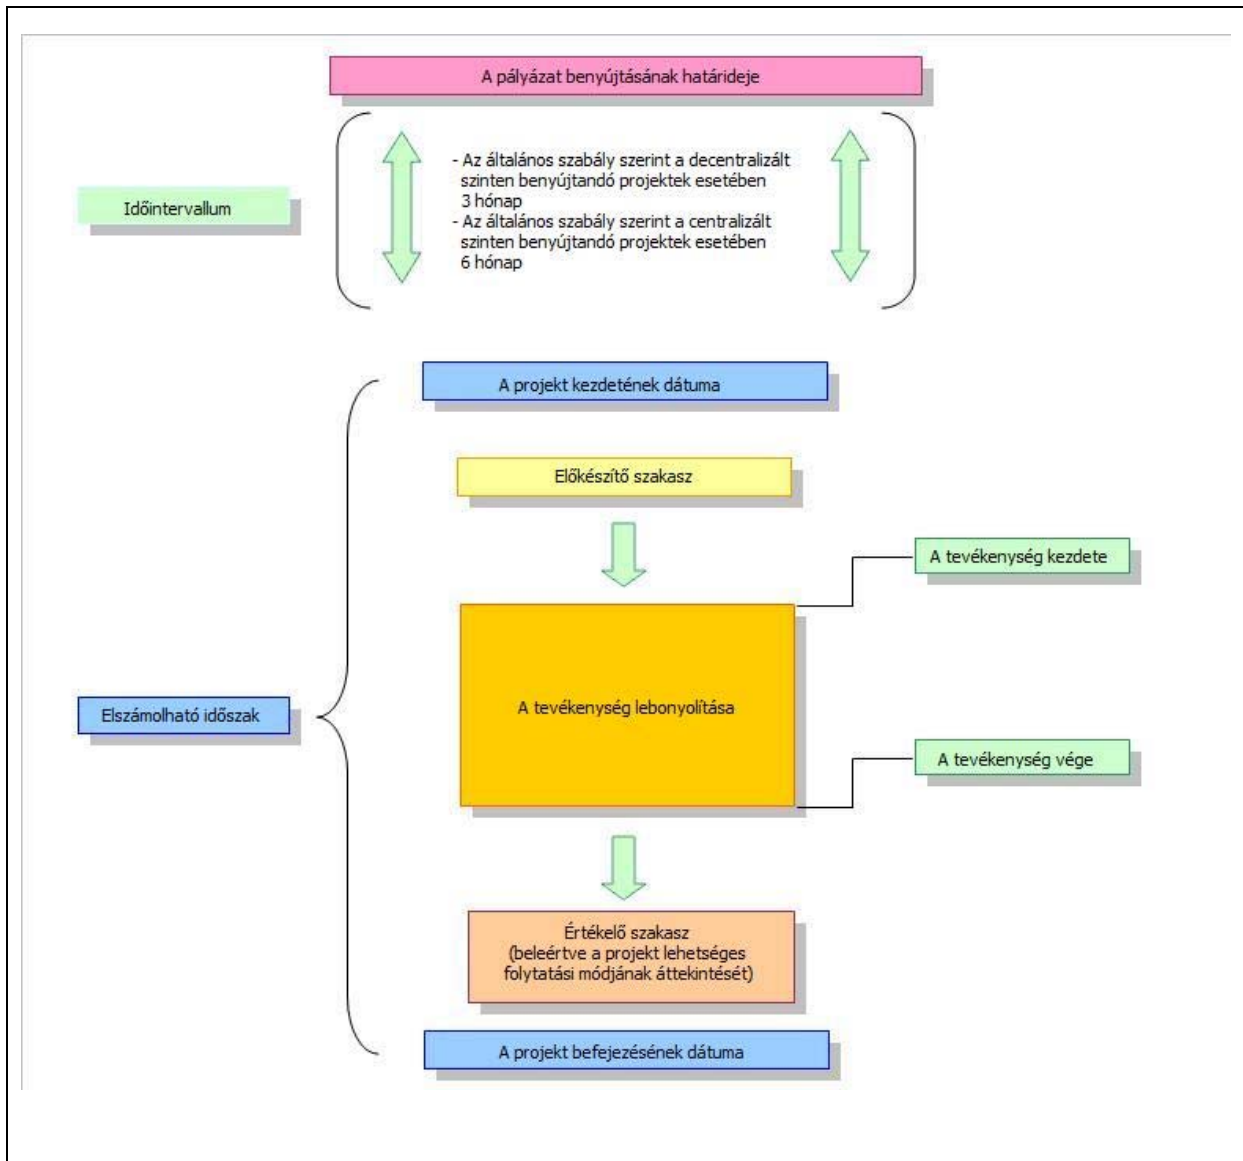 A pályázat benyújtásának határideje
Időintervallum
- Az általános szabály szerint a decentralizált
szinten benyújtandó projektek esetében
3 hónap
- Az általános szabály szerint a centralizált
szinten benyújtandó projektek esetében
6 hónap
A projekt kezdetének dátuma
Előkészítő szakasz
A tevékenység kezdete
Elszámolható időszak
A tevékenység lebonyolítása
A tevékenység vége
Értékelő szakasz
(beleértve a projekt lehetséges
folytatási módjának áttekintését)
A projekt befejezésének dátuma